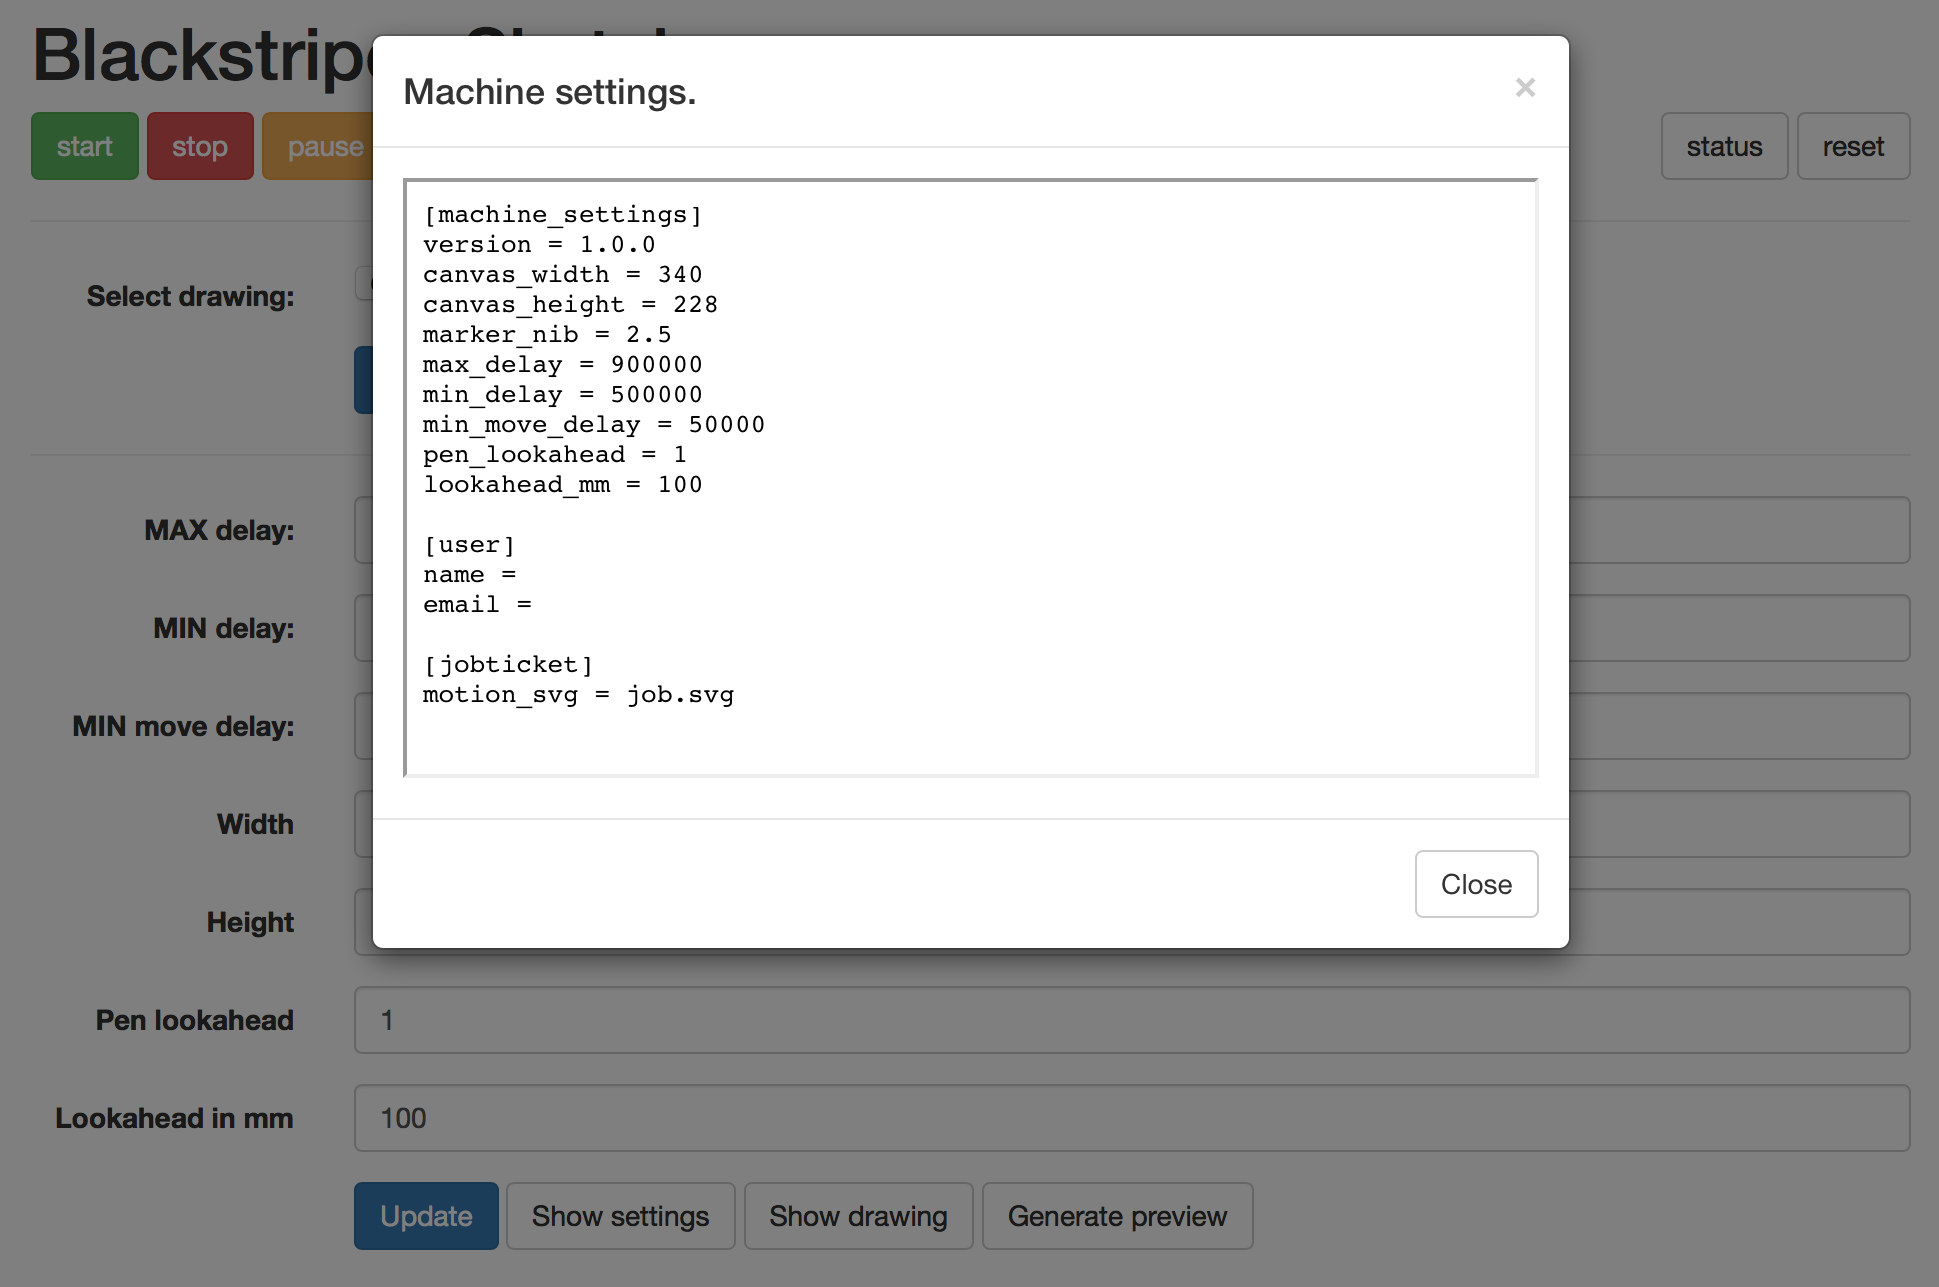 Machine settings.
×
start
stop
pause
status
reset
[machine_settings]
version = 1.0.0
canvas_width = 340
canvas_height = 228
marker_nib = 2.5
max_delay = 900000
min_delay = 500000
min_move_delay = 50000
pen_lookahead = 1
lookahead_mm = 100
[user]
name =
email =
[jobticket]
motion_svg = job.svg
Close
Select drawing:
MAX delay:
MIN delay:
MIN move delay:
Width
Height
Pen lookahead
1
Lookahead in mm
100
Update
Show settings
Show drawing
Generate preview